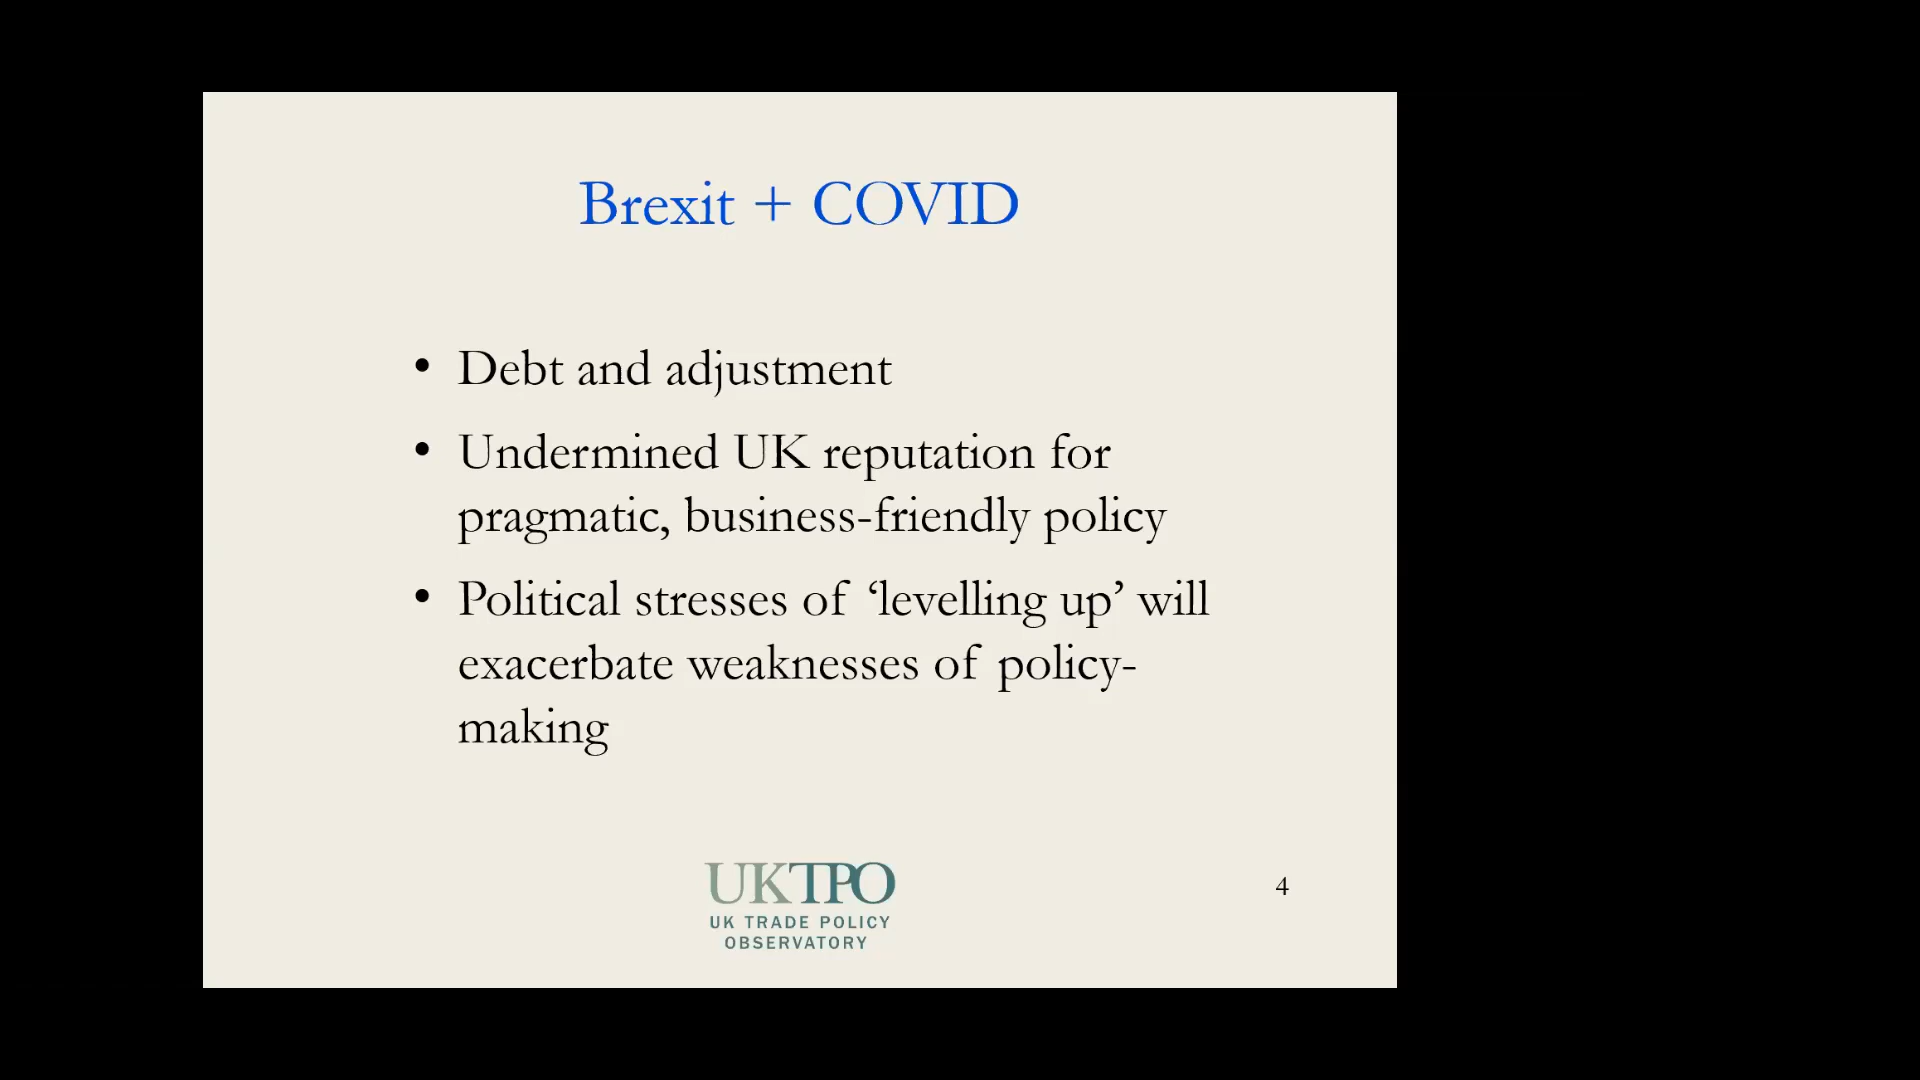 Brexit + COVID
• Debt and adjustment
• Undermined UK reputation for
pragmatic, business-friendly policy
• Political stresses of ‘levelling up’ will
exacerbate weaknesses of policy-
making
UKTPO
UK TRADE POLICY
OBSERVATORY
4